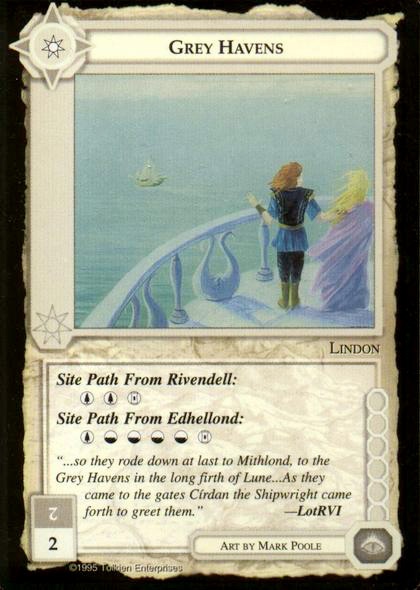 GREY HAVENS
LINDON
Site Path From Rivendell:
Site Path From Edhellond:
“...so they rode down at last to Mithlond, to the
Grey Havens in the long firth of Lune...As they
came to the gates Círdan the Shipwright came
forth to greet them.” —LotRVI
2
2
ART BY MARK POOLE
©1995 Tolkien Enterprises